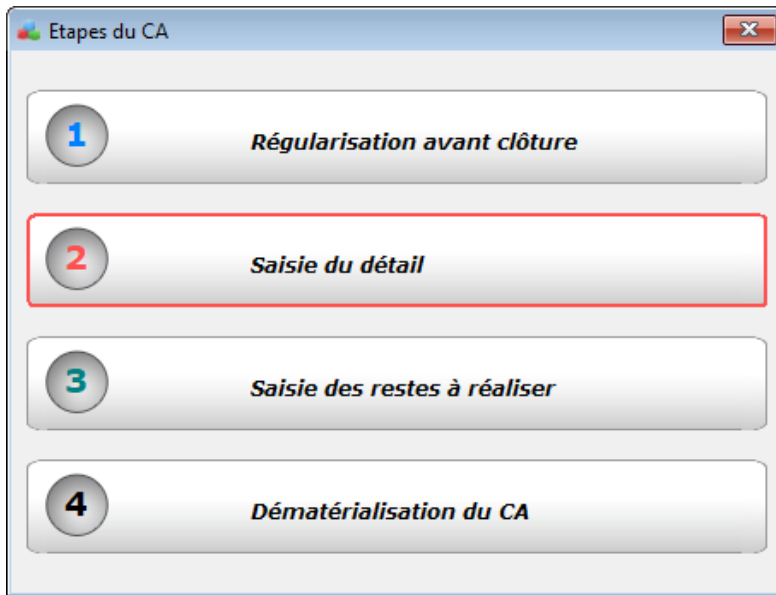 Etapes du CA
1
Régularisation avant clôture
2
Saisie du détail
3
Saisie des restes à réaliser
4
Dématérialisation du CA